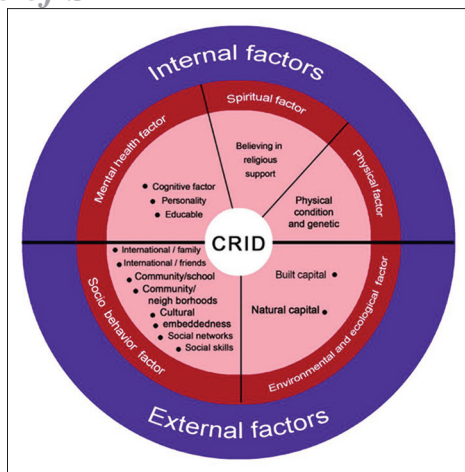 Internal factors
Mental health factor
Spiritual factor
Physical factor
Believing in
religious
support
Cognitive factor
Personality
Educable
Physical
condition
and genetic
CRID
International / family
International / friends
Community/school
Community/
neigh borhoods
Cultural
embeddedness
Social networks
Social skills
Built capital
Natural capital
Socio behavior factor
Environmental and ecological factor
External factors